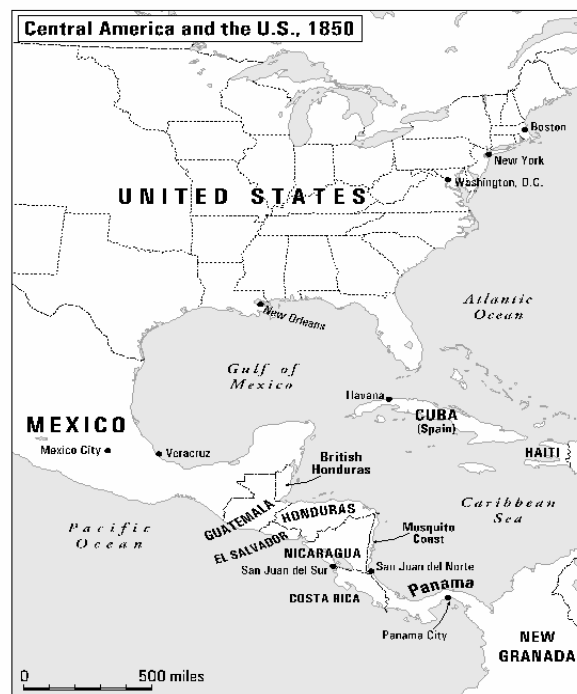 Central America and the U.S., 1850
Boston
New York
Washington, D.C.
UNITED STATES
Atlantic
Ocean
New Orleans
Gulf of
Mexico
Havana
CUBA
(Spain)
MEXICO
Mexico City
Veracruz
HAITI
British
Honduras
Caribbean
Sea
GUATEMALA
HONDURAS
Pacific
Ocean
EL SALVADOR
Musquito
Coast
NICARAGUA
San Juan del Sur
San Juan del Norte
Panama
COSTA RICA
Panama City
NEW
GRANADA
0 500 miles